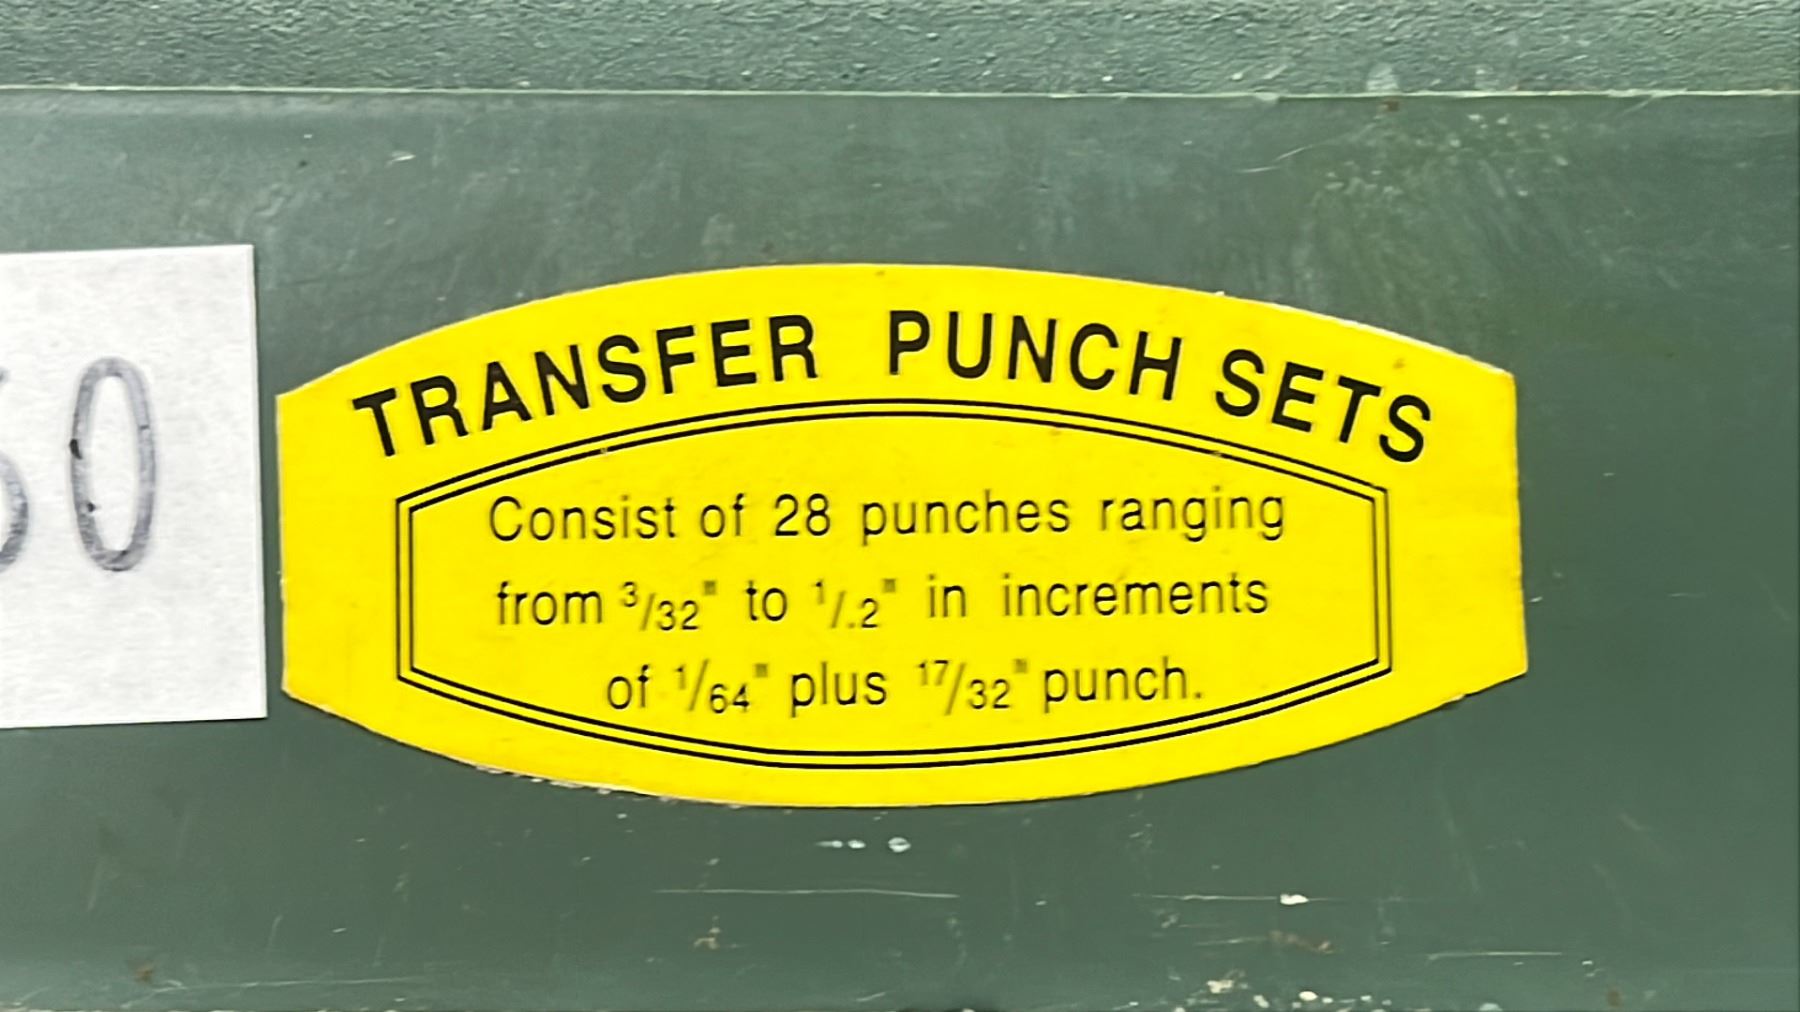 TRANSFER PUNCH SETS
Consist of 28 punches ranging
from 3/32" to 1/.2" in increments
of 1/64" plus 17/32" punch.